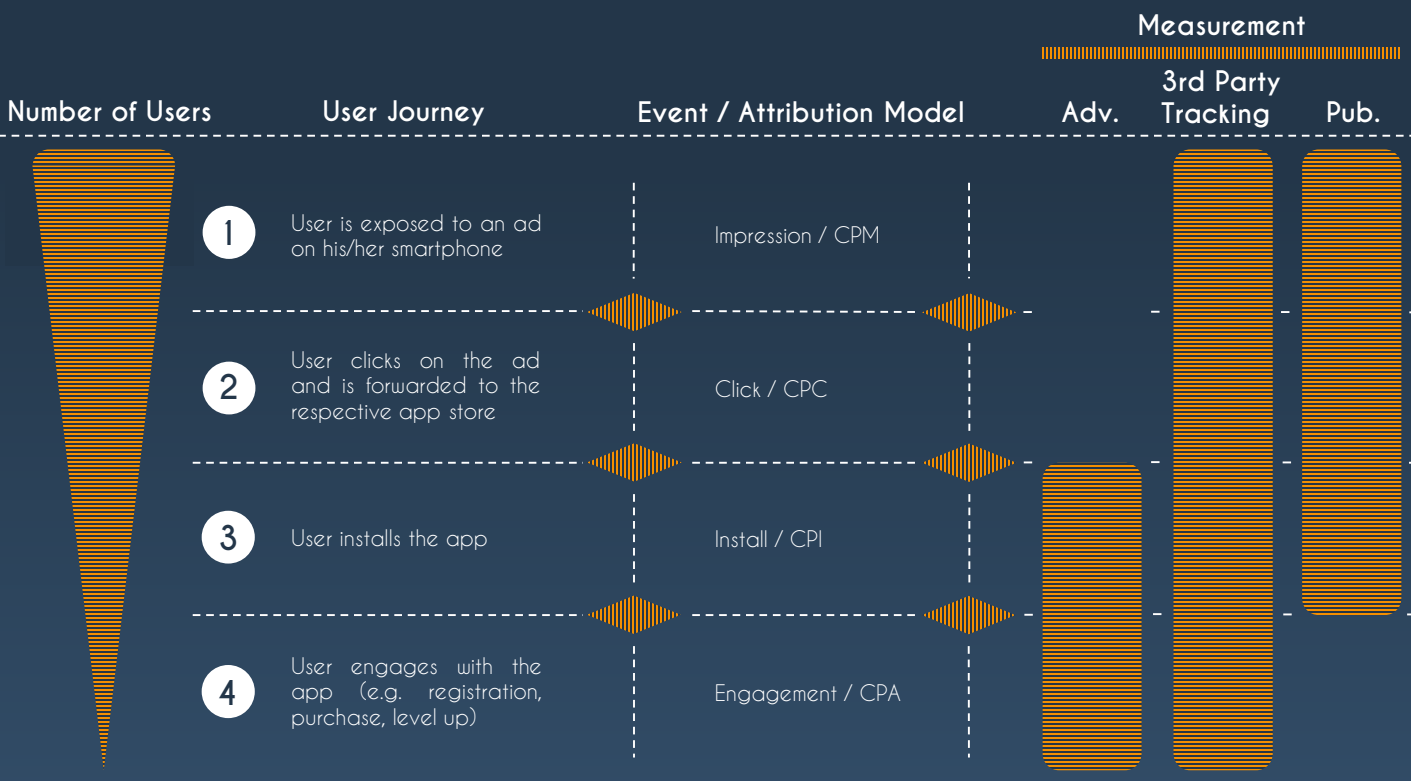 Measurement
Number of Users
User Journey
Event / Attribution Model
Adv.
3rd Party
Tracking
Pub.
1
User is exposed to an ad
on his/her smartphone
Impression / CPM
2
User clicks on the ad
and is forwarded to the
respective app store
Click / CPC
3
User installs the app
Install / CPI
4
User engages with the
app (e.g. registration,
purchase, level up)
Engagement / CPA